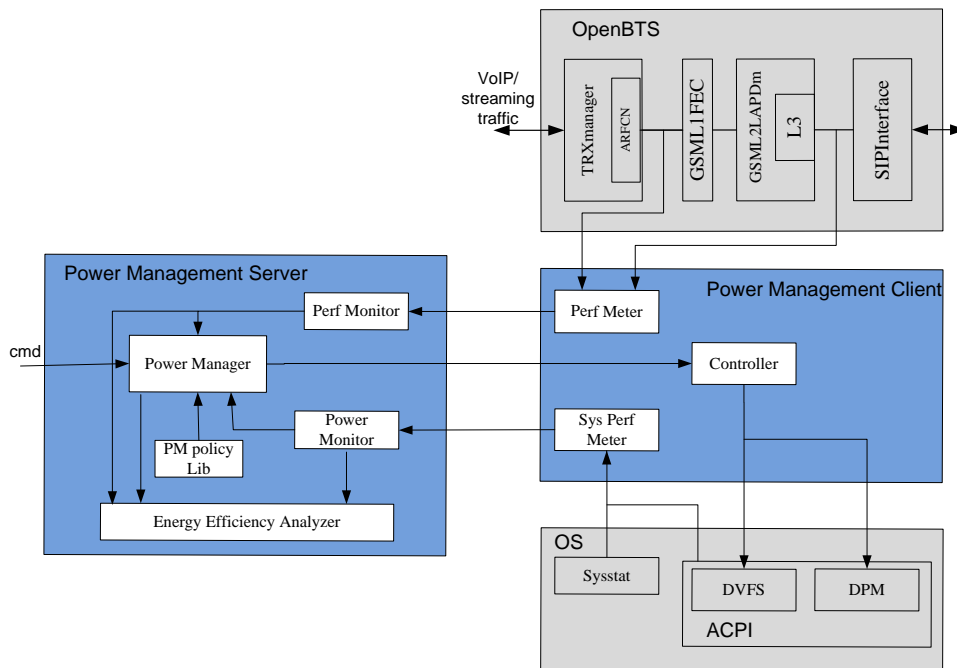 OpenBTS
VoIP/
streaming
traffic
TRXmanager
ARFCN
GSML1FEC
GSML2LAPDm
L3
SIPInterface
Power Management Server
Perf Monitor
cmd
Power Manager
PM policy
Lib
Power
Monitor
Energy Efficiency Analyzer
Power Management Client
Perf Meter
Controller
Sys Perf
Meter
OS
Sysstat
DVFS
DPM
ACPI